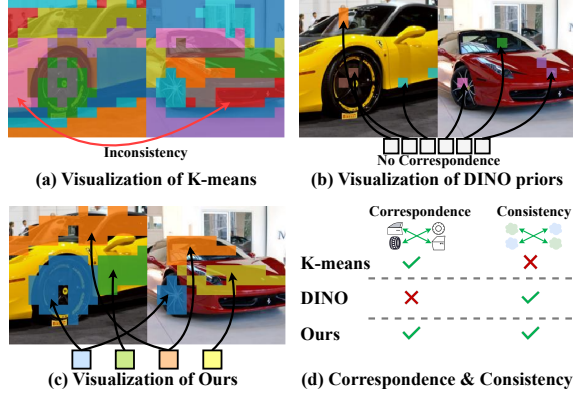 Inconsistency
No Correspondence
(a) Visualization of K-means
(b) Visualization of DINO priors
Correspondence
Consistency
K-means
DINO
Ours
(c) Visualization of Ours
(d) Correspondence & Consistency